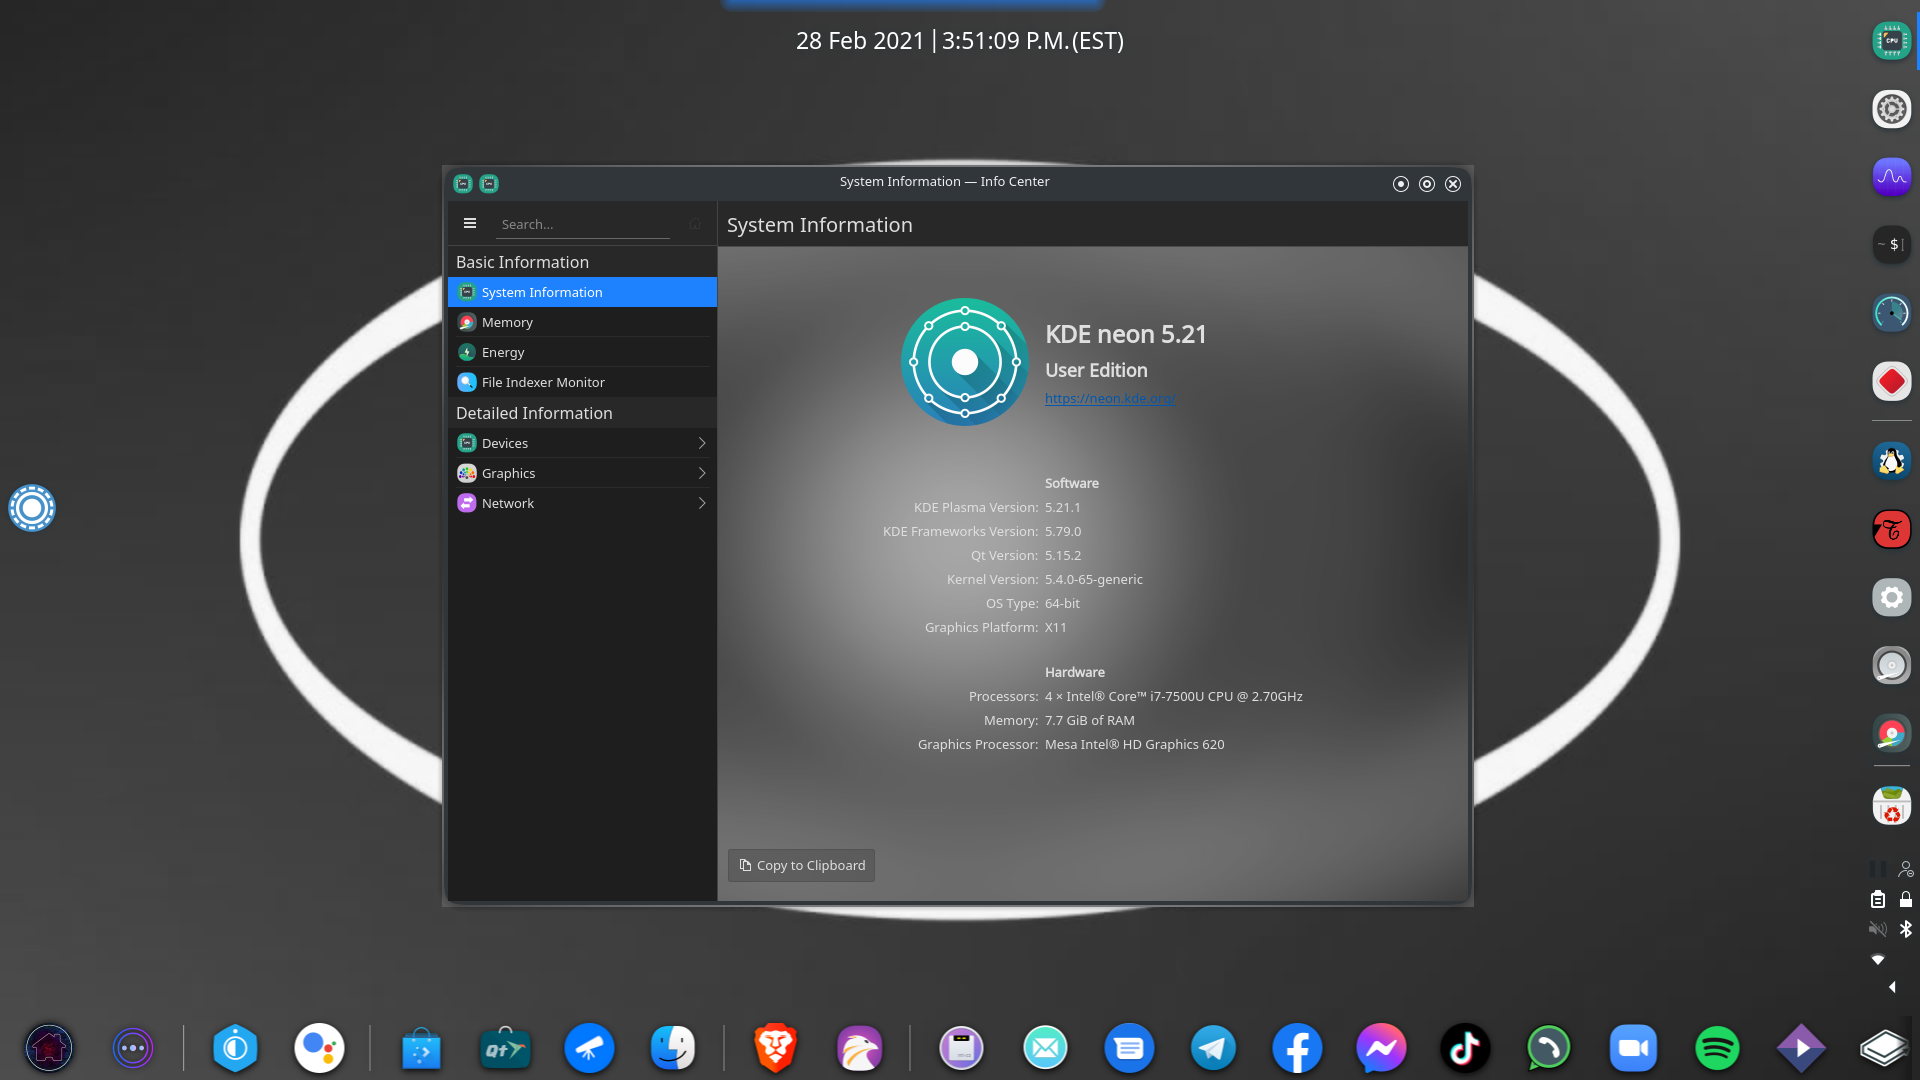 28 Feb 2021 | 3:51:09 P.M.(EST)
System Information — Info Center
Search...
System Information
Basic Information
System Information
Memory
Energy
File Indexer Monitor
Detailed Information
Devices
Graphics
Network
KDE neon 5.21
User Edition
https://neon.kde.org/
Software
KDE Plasma Version: 5.21.1
KDE Frameworks Version: 5.79.0
Qt Version: 5.15.2
Kernel Version: 5.4.0-65-generic
OS Type: 64-bit
Graphics Platform: X11
Hardware
Processors: 4 × Intel® Core™ i7-7500U CPU @ 2.70GHz
Memory: 7.7 GiB of RAM
Graphics Processor: Mesa Intel® HD Graphics 620
Copy to Clipboard
CPU
~ $
Qt